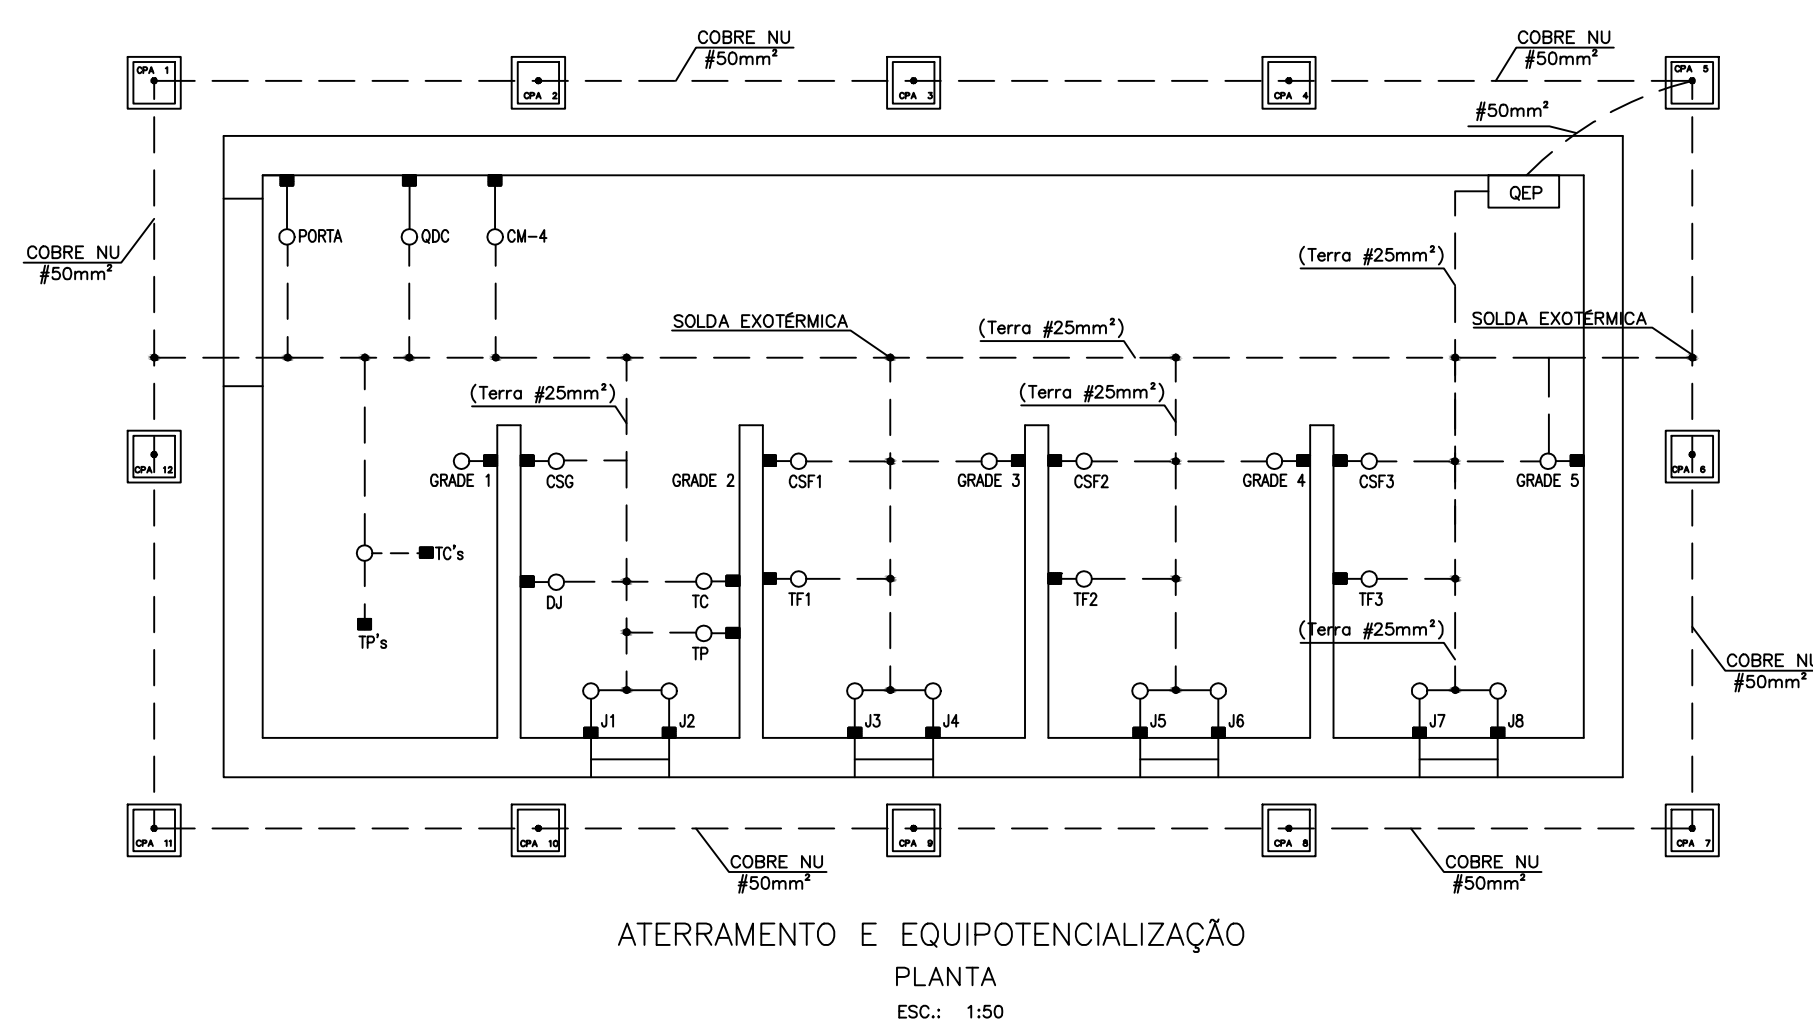 COBRE NU
#50mm²
COBRE NU
#50mm²
CPA 1
CPA 2
CPA 3
CPA 4
CPA 5
#50mm²
QEP
PORTA
QDC
CM-4
COBRE NU
#50mm²
(Terra #25mm²)
SOLDA EXOTÉRMICA
(Terra #25mm²)
SOLDA EXOTÉRMICA
(Terra #25mm²)
(Terra #25mm²)
CPA 12
GRADE 1
CSG
GRADE 2
CSF1
GRADE 3
CSF2
GRADE 4
CSF3
GRADE 5
CPA 6
TC's
DJ
TC
TF1
TF2
TF3
TP's
TP
(Terra #25mm²)
COBRE NU
#50mm²
J1
J2
J3
J4
J5
J6
J7
J8
CPA 11
CPA 10
CPA 9
CPA 8
CPA 7
COBRE NU
#50mm²
COBRE NU
#50mm²
ATERRAMENTO E EQUIPOTENCIALIZAÇÃO
PLANTA
ESC.: 1:50